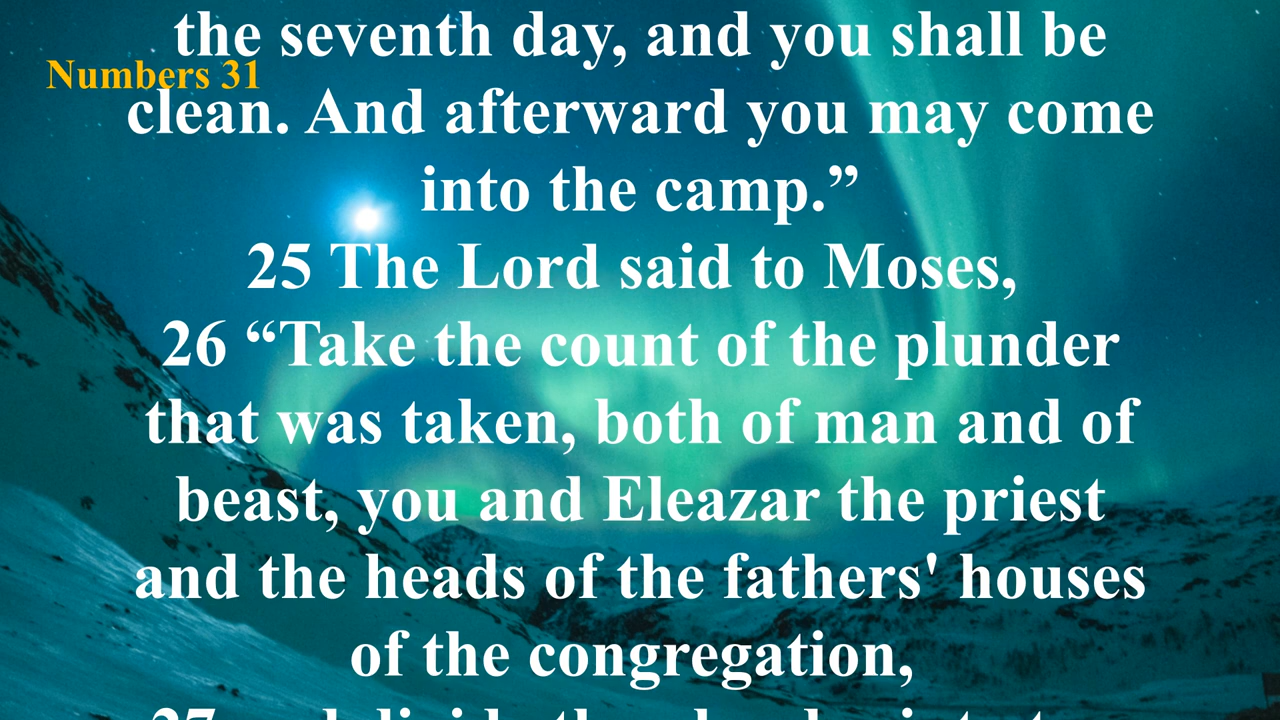 the seventh day, and you shall be
Numbers 31
clean. And afterward you may come
into the camp.”
25 The Lord said to Moses,
26 “Take the count of the plunder
that was taken, both of man and of
beast, you and Eleazar the priest
and the heads of the fathers' houses
of the congregation,